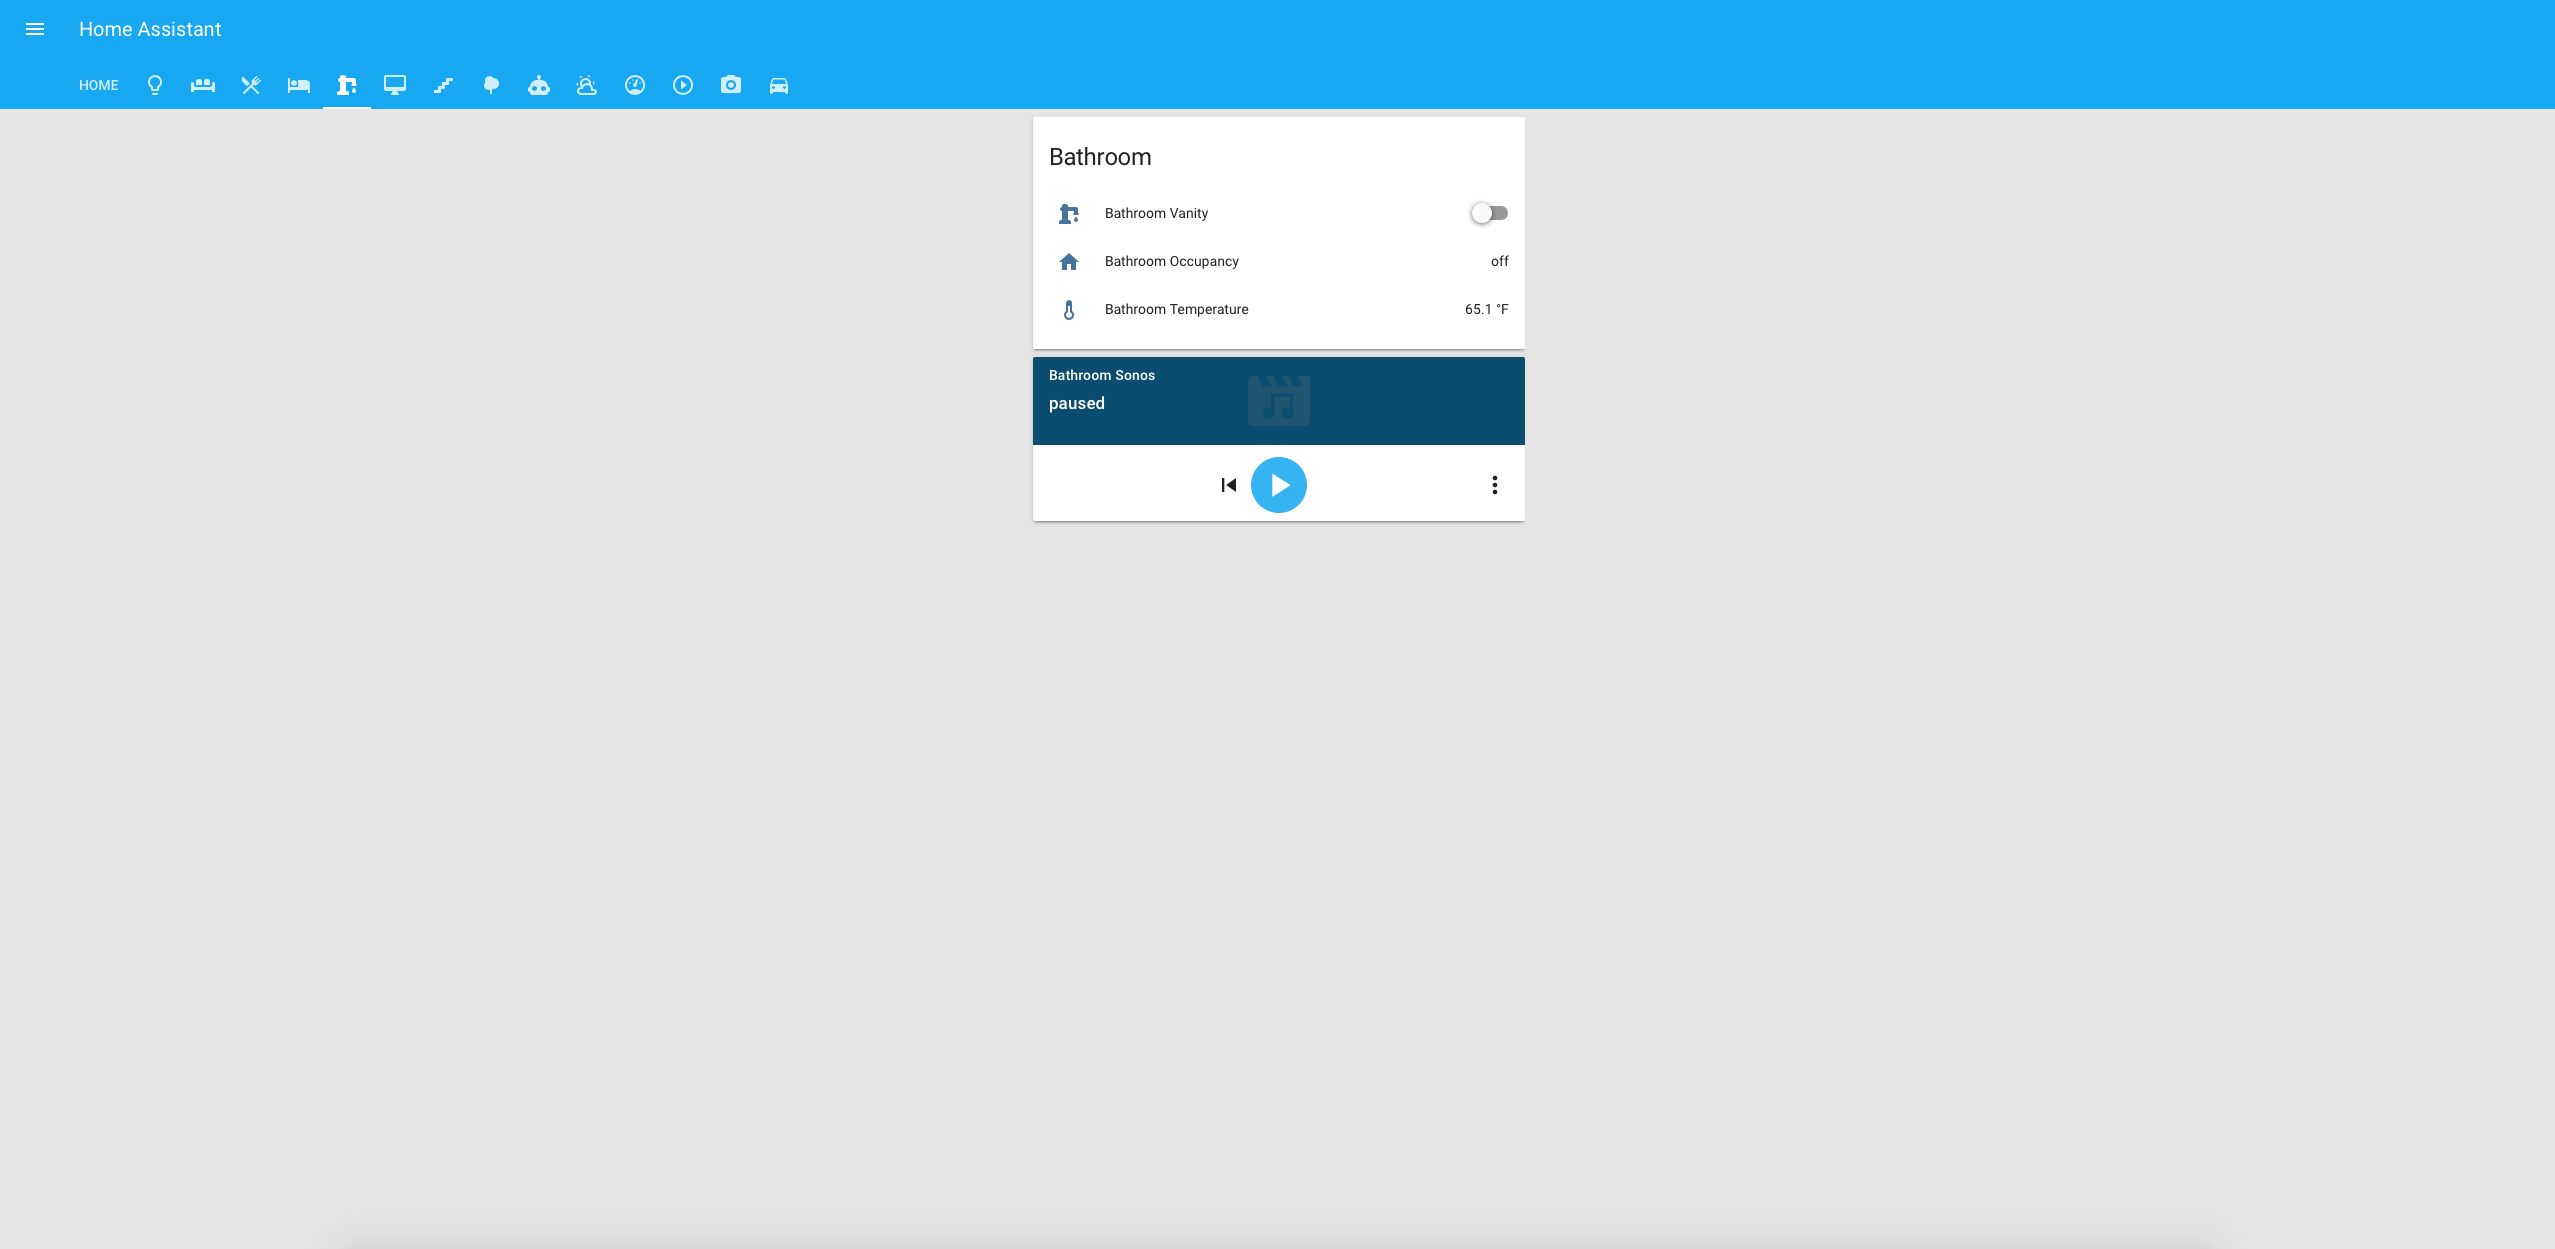 Home Assistant
HOME
Bathroom
Bathroom Vanity
Bathroom Occupancy off
Bathroom Temperature 65.1 °F
Bathroom Sonos
paused